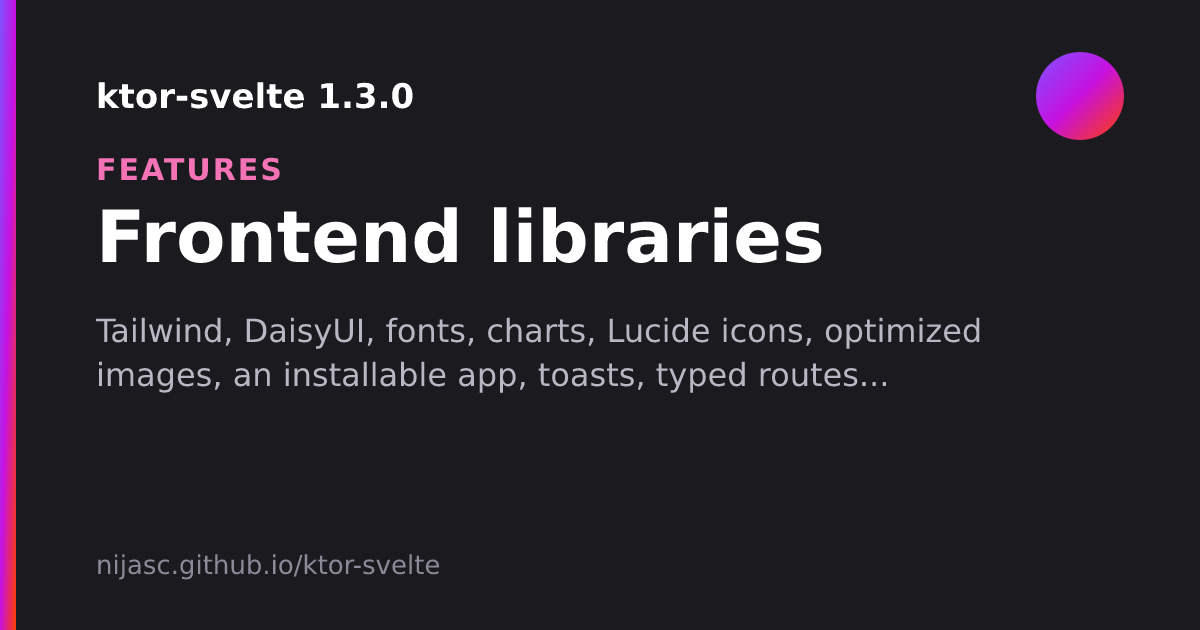 ktor-svelte 1.3.0
FEATURES
Frontend libraries
Tailwind, DaisyUI, fonts, charts, Lucide icons, optimized
images, an installable app, toasts, typed routes...
nijasc.github.io/ktor-svelte